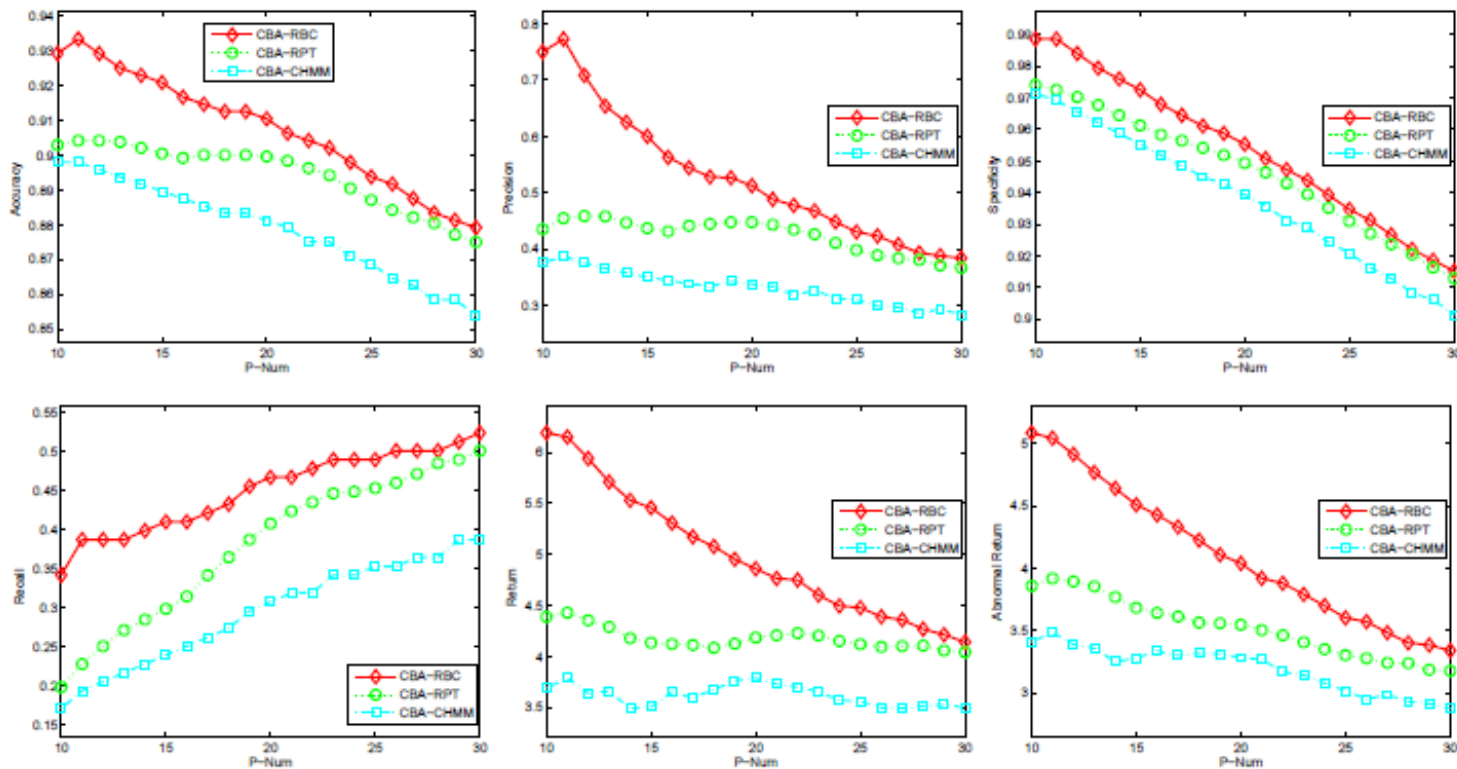 0.94
0.93
0.92
0.91
0.9
0.89
0.88
0.87
0.86
0.85
Accuracy
10 15 20 25 30
P-Num
CBA-RBC
CBA-RPT
CBA-CHMM
0.8
0.7
0.6
0.5
0.4
0.3
Precision
10 15 20 25 30
P-Num
CBA-RBC
CBA-RPT
CBA-CHMM
0.99
0.98
0.97
0.96
0.95
0.94
0.93
0.92
0.91
0.9
Specificity
10 15 20 25 30
P-Num
CBA-RBC
CBA-RPT
CBA-CHMM
0.55
0.5
0.45
0.4
0.35
0.3
0.25
0.2
0.15
Recall
10 15 20 25 30
P-Num
CBA-RBC
CBA-RPT
CBA-CHMM
6
5.5
5
4.5
4
3.5
Return
10 15 20 25 30
P-Num
CBA-RBC
CBA-RPT
CBA-CHMM
5
4.5
4
3.5
3
Abnormal Return
10 15 20 25 30
P-Num
CBA-RBC
CBA-RPT
CBA-CHMM